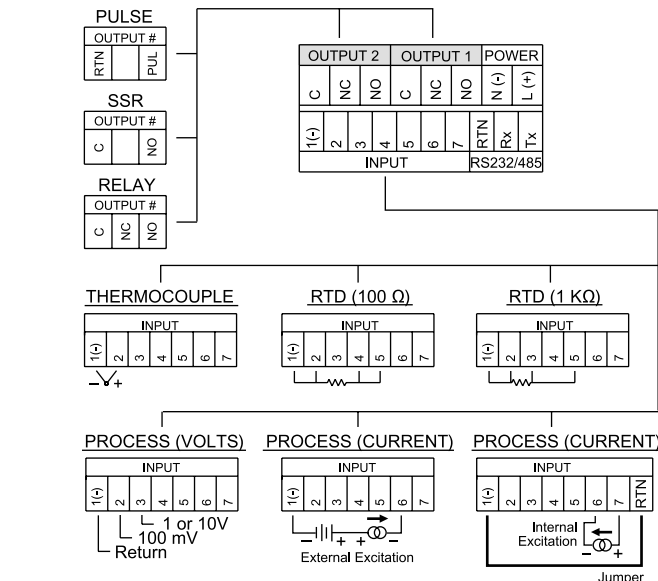 PULSE
OUTPUT #
RTN PUL
SSR
OUTPUT #
C NO
RELAY
OUTPUT #
C NC NO
OUTPUT 2 OUTPUT 1 POWER
C NC NO C NC NO N (-) L (+)
1(-) 2 3 4 5 6 7 RTN Rx Tx
INPUT RS232/485
THERMOCOUPLE
INPUT
1(-) 2 3 4 5 6 7
− +
RTD (100 Ω)
INPUT
1(-) 2 3 4 5 6 7
RTD (1 KΩ)
INPUT
1(-) 2 3 4 5 6 7
PROCESS (VOLTS)
INPUT
1(-) 2 3 4 5 6 7
1 or 10V
100 mV
Return
PROCESS (CURRENT)
INPUT
1(-) 2 3 4 5 6 7
− + + −
External Excitation
PROCESS (CURRENT)
INPUT
1(-) 2 3 4 5 6 7 RTN
Internal
Excitation
− +
Jumper